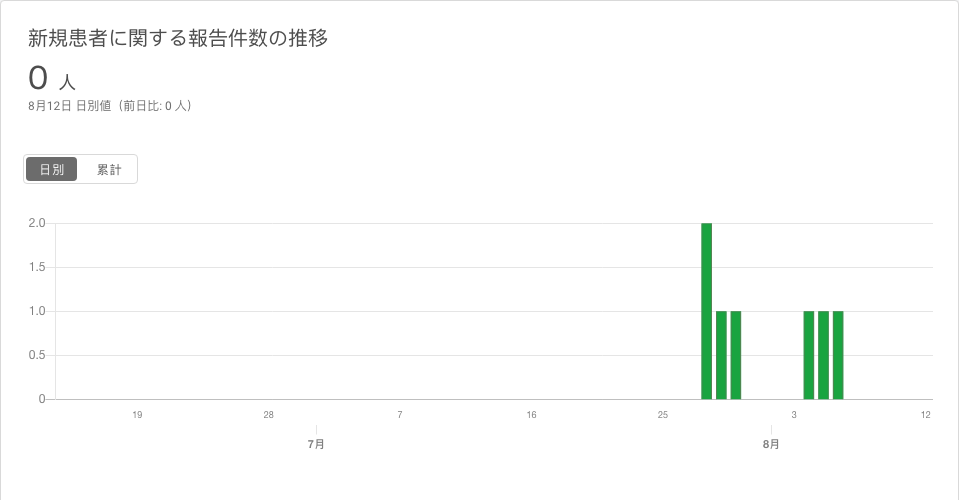 新規患者に関する報告件数の推移
0 人
8月12日 日別値（前日比: 0 人）
日別 累計
2.0
1.5
1.0
0.5
0
19 28 7 16 25 3 12
7月 8月